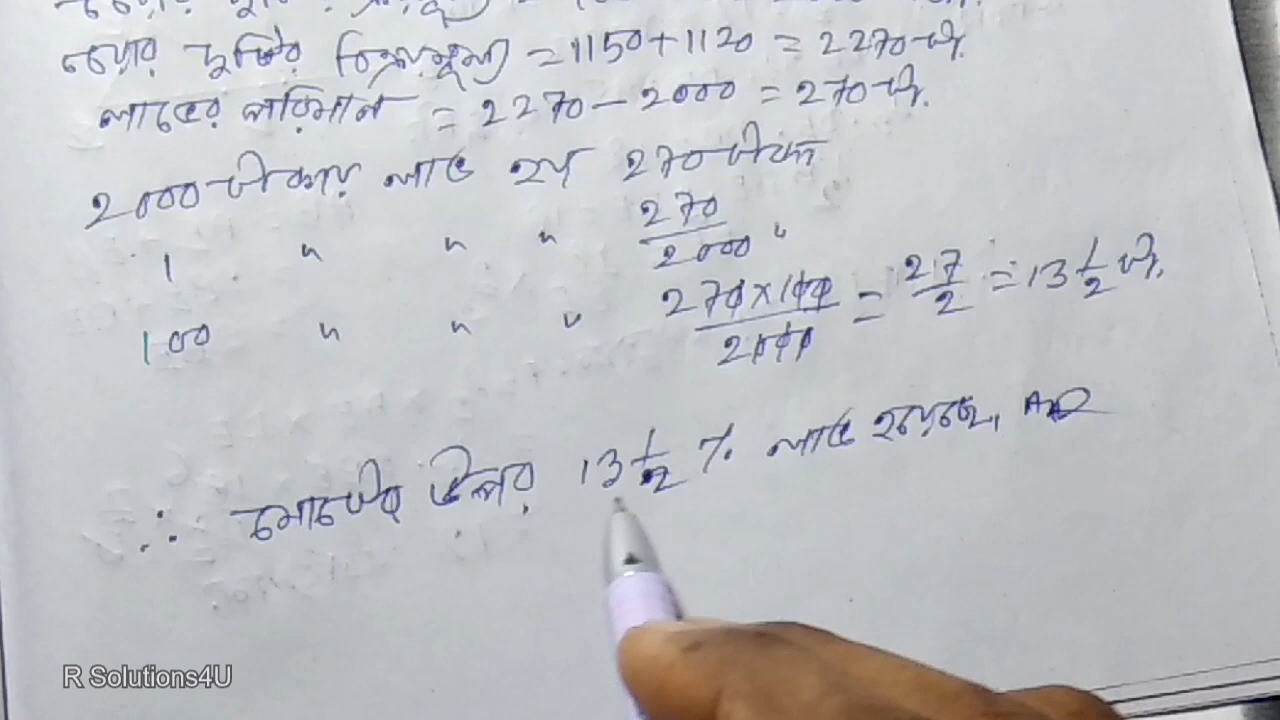 চেয়ার দুটির বিক্রয়মূল্য = 1150 + 1120 = 2270 টা.
লাভের পরিমান = 2270 - 2000 = 270 টা.
2000 টাকায় লাভ হয় 270 টাকা
1 " " " 270/2000 "
100 " " " 270×100/2000 = 27/2 = 13 1/2 টা.
∴ মোটের উপর 13 1/2 % লাভ হয়েছে, Ans
R Solutions4U